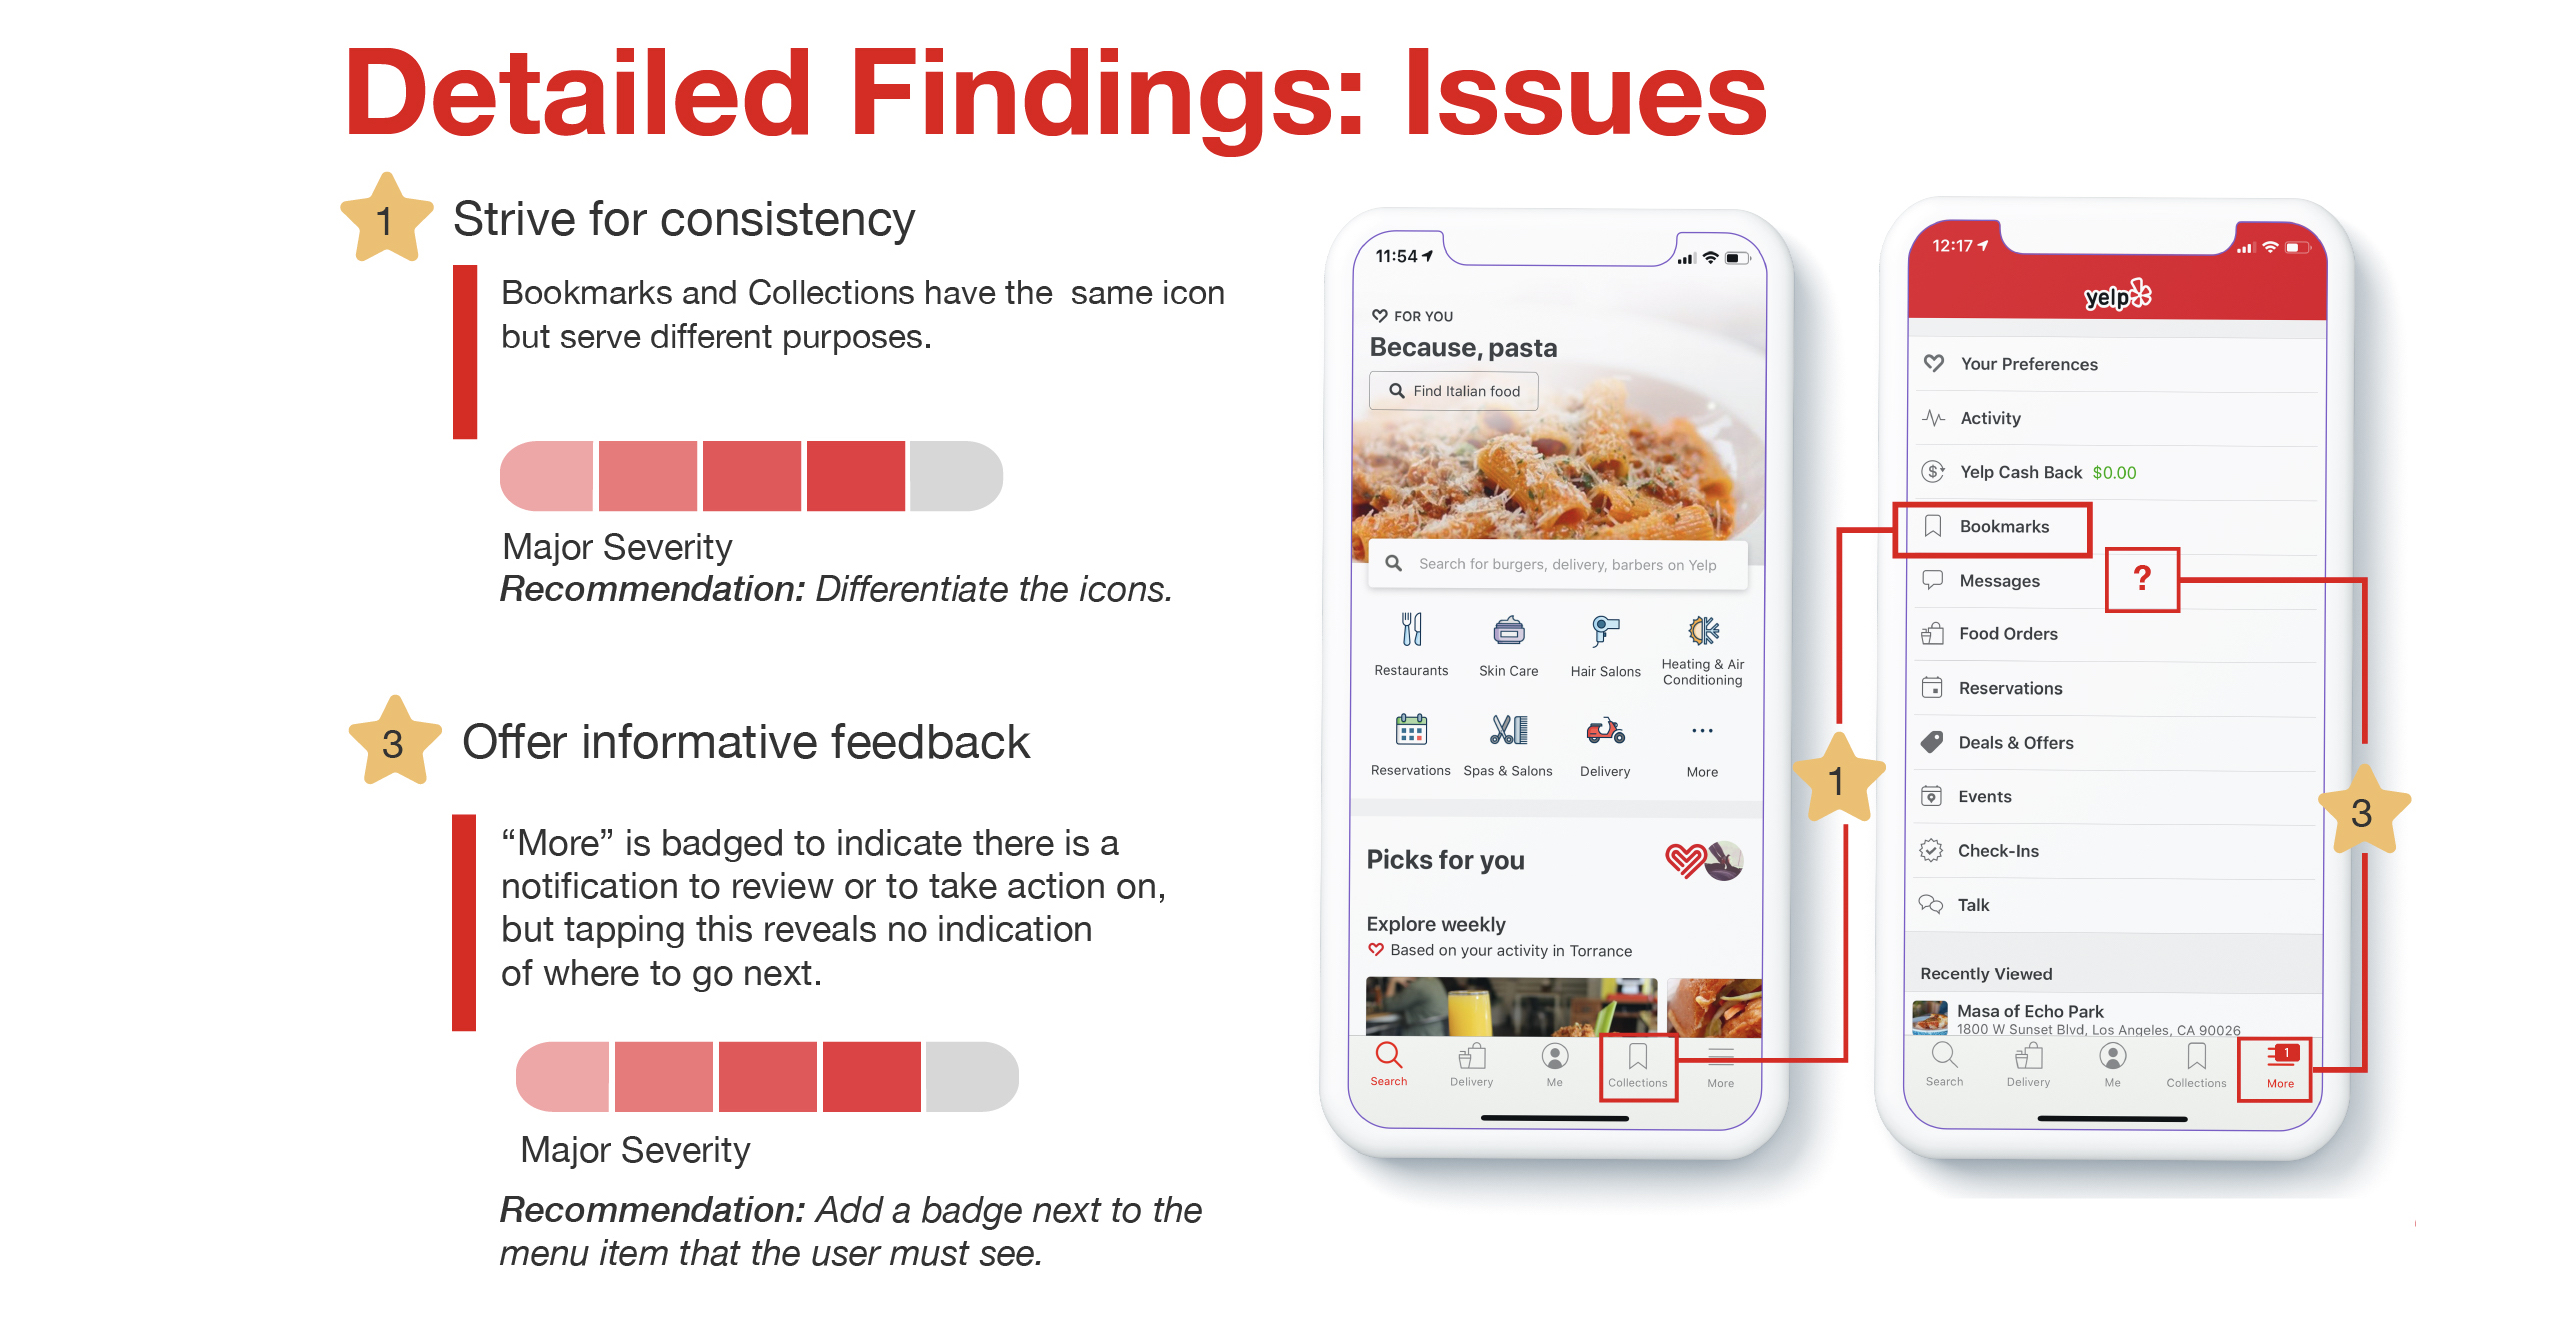 Detailed Findings: Issues
1
Strive for consistency
Bookmarks and Collections have the same icon
but serve different purposes.
Major Severity
Recommendation: Differentiate the icons.
3
Offer informative feedback
“More” is badged to indicate there is a
notification to review or to take action on,
but tapping this reveals no indication
of where to go next.
Major Severity
Recommendation: Add a badge next to the
menu item that the user must see.
11:54
FOR YOU
Because, pasta
Find Italian food
Search for burgers, delivery, barbers on Yelp
Restaurants
Skin Care
Hair Salons
Heating & Air
Conditioning
Reservations
Spas & Salons
Delivery
More
Picks for you
Explore weekly
Based on your activity in Torrance
Search
Delivery
Me
Collections
More
1
12:17
yelp
Your Preferences
Activity
Yelp Cash Back $0.00
Bookmarks
Messages
?
Food Orders
Reservations
Deals & Offers
Events
Check-Ins
Talk
Recently Viewed
Masa of Echo Park
1800 W Sunset Blvd, Los Angeles, CA 90026
Search
Delivery
Me
Collections
1
More
3